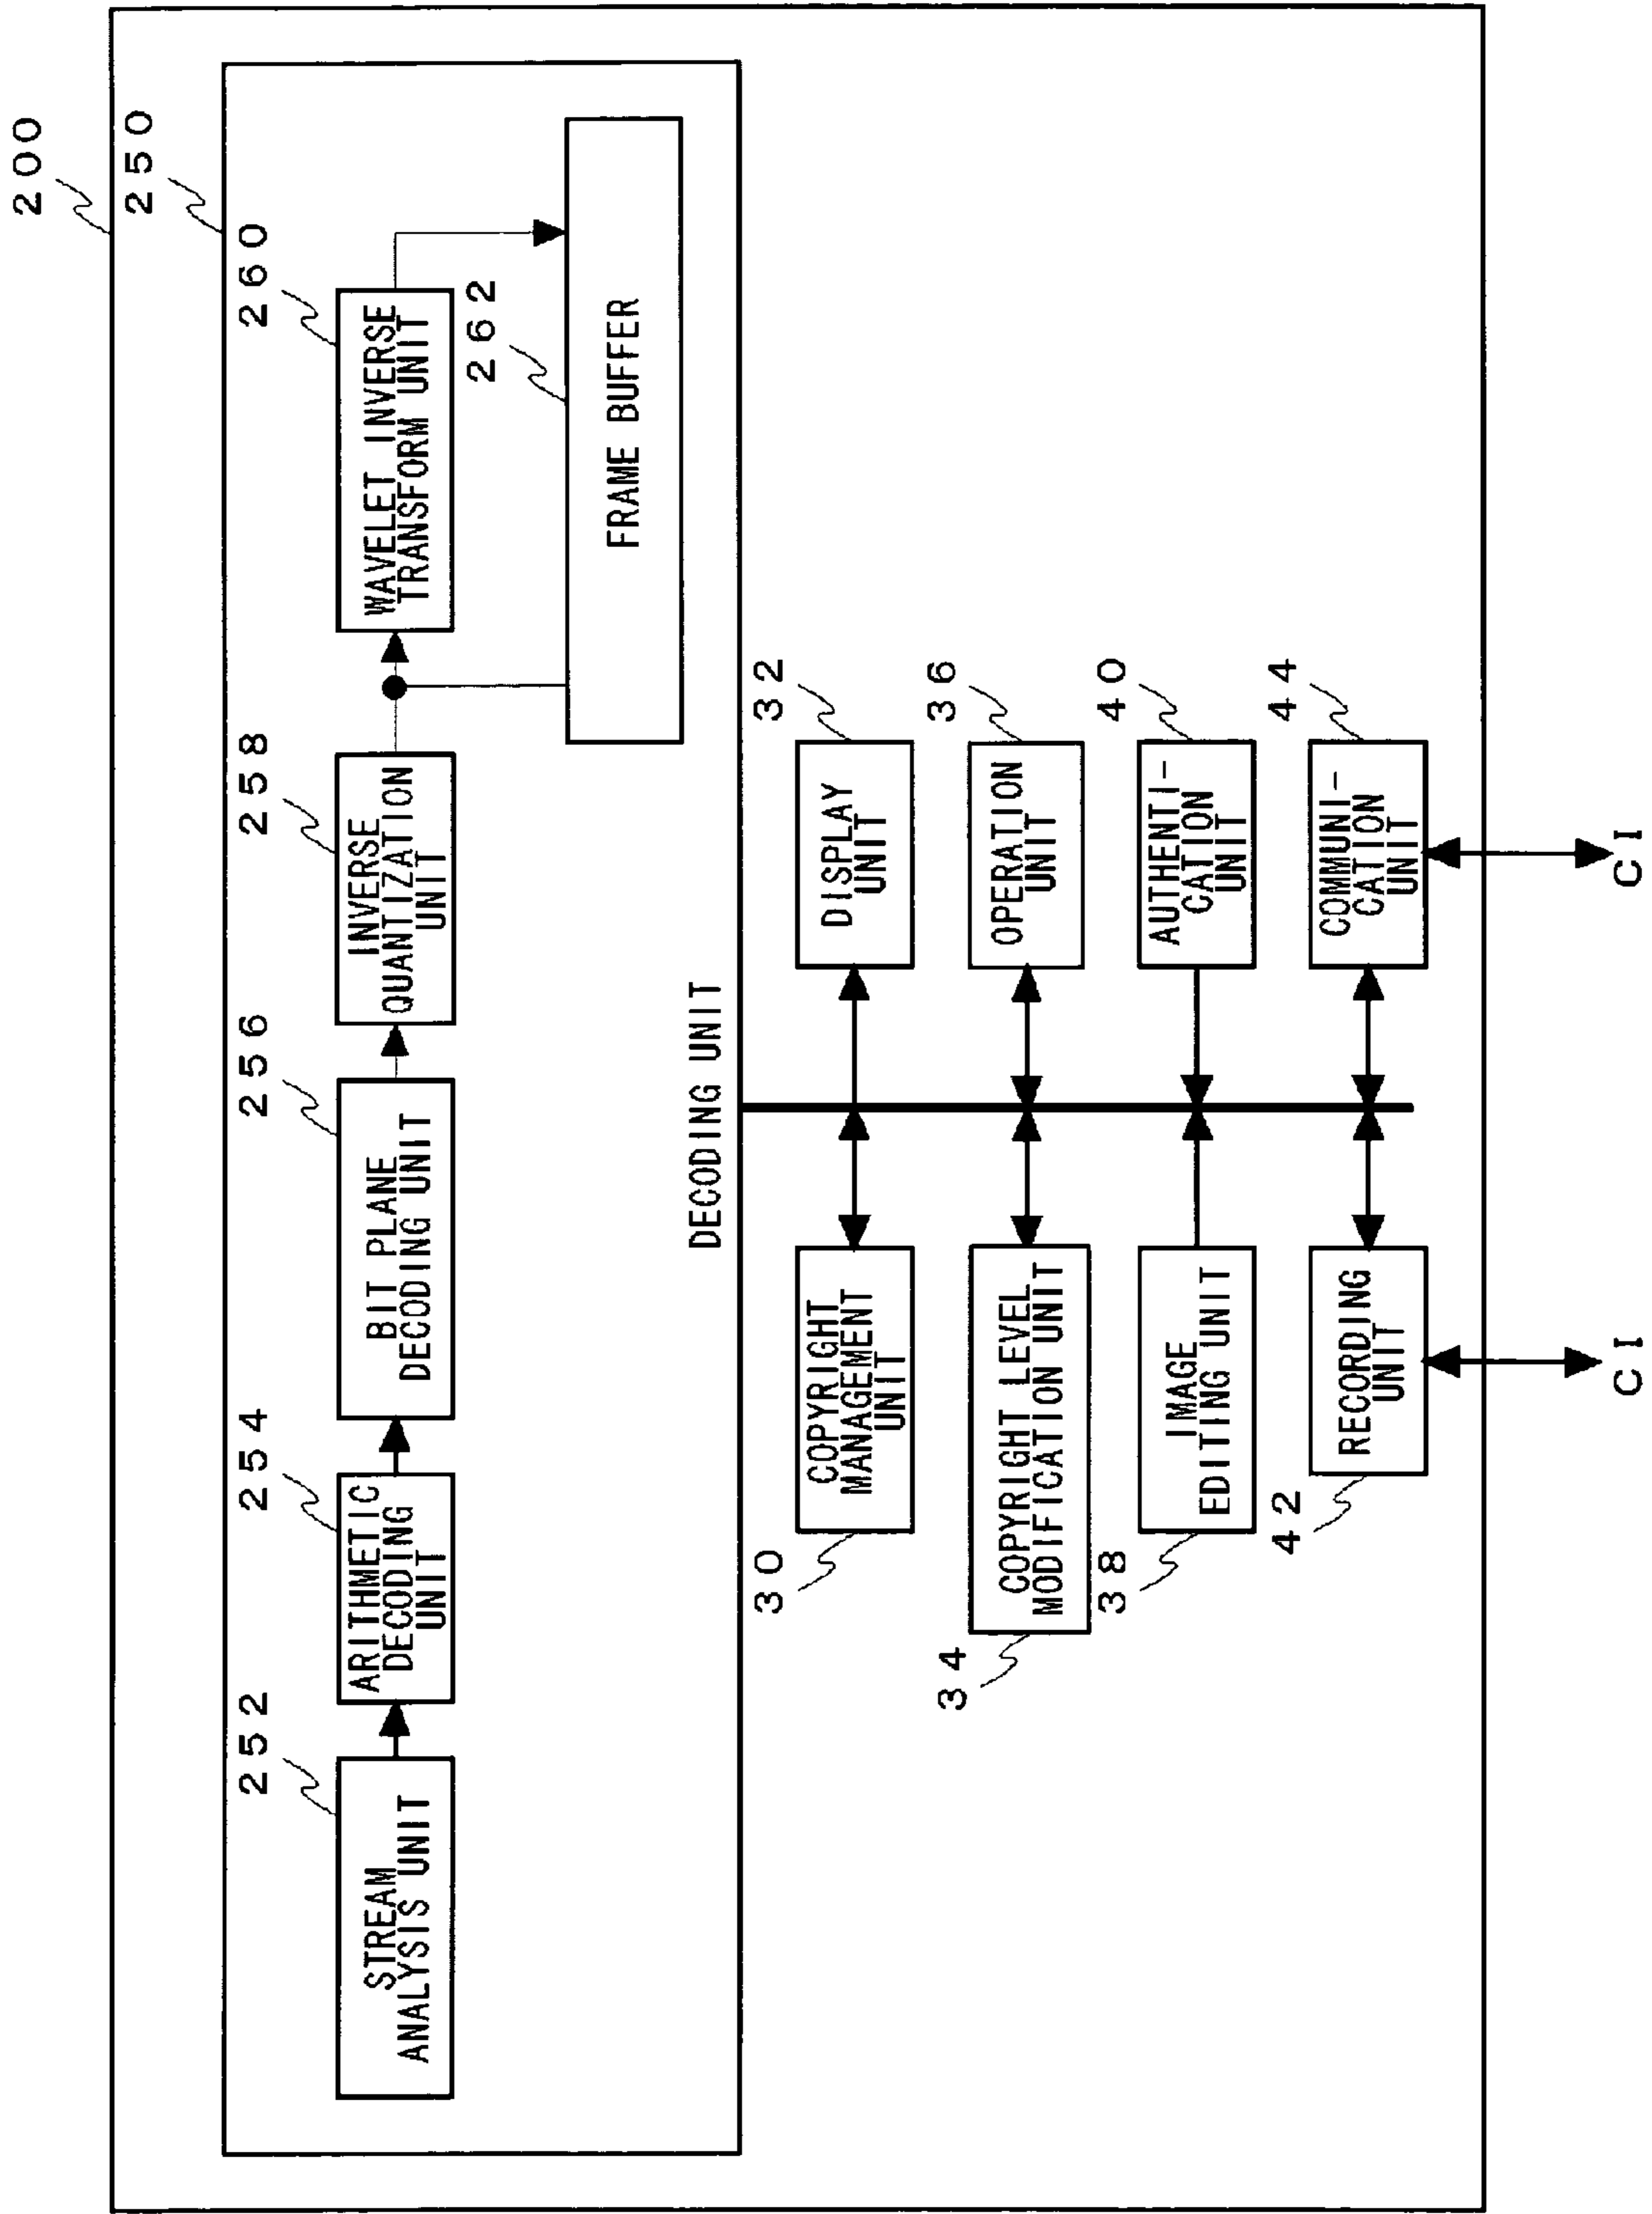 200
250
252
254
256
258
260
STREAM
ANALYSIS UNIT
ARITHMETIC
DECODING
UNIT
BIT PLANE
DECODING UNIT
INVERSE
QUANTIZATION
UNIT
WAVELET INVERSE
TRANSFORM UNIT
262
FRAME BUFFER
DECODING UNIT
30
32
COPYRIGHT
MANAGEMENT
UNIT
DISPLAY
UNIT
34
36
COPYRIGHT LEVEL
MODIFICATION UNIT
OPERATION
UNIT
38
40
IMAGE
EDITING UNIT
AUTHENTI-
CATION
UNIT
42
44
RECORDING
UNIT
COMMUNI-
CATION
UNIT
CI
CI